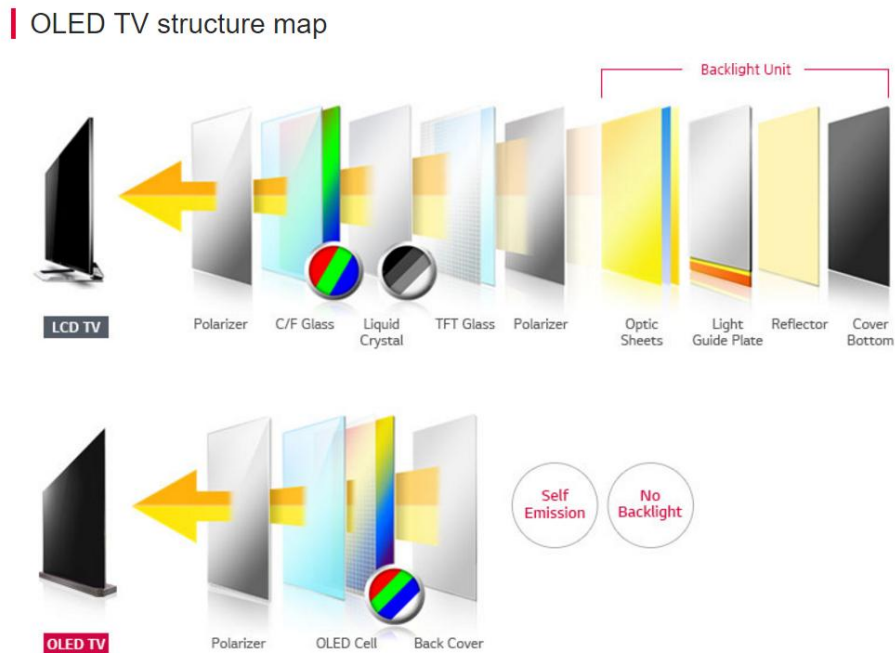 OLED TV structure map
Backlight Unit
LCD TV
Polarizer
C/F Glass
Liquid
Crystal
TFT Glass
Polarizer
Optic
Sheets
Light
Guide Plate
Reflector
Cover
Bottom
Self
Emission
No
Backlight
OLED TV
Polarizer
OLED Cell
Back Cover